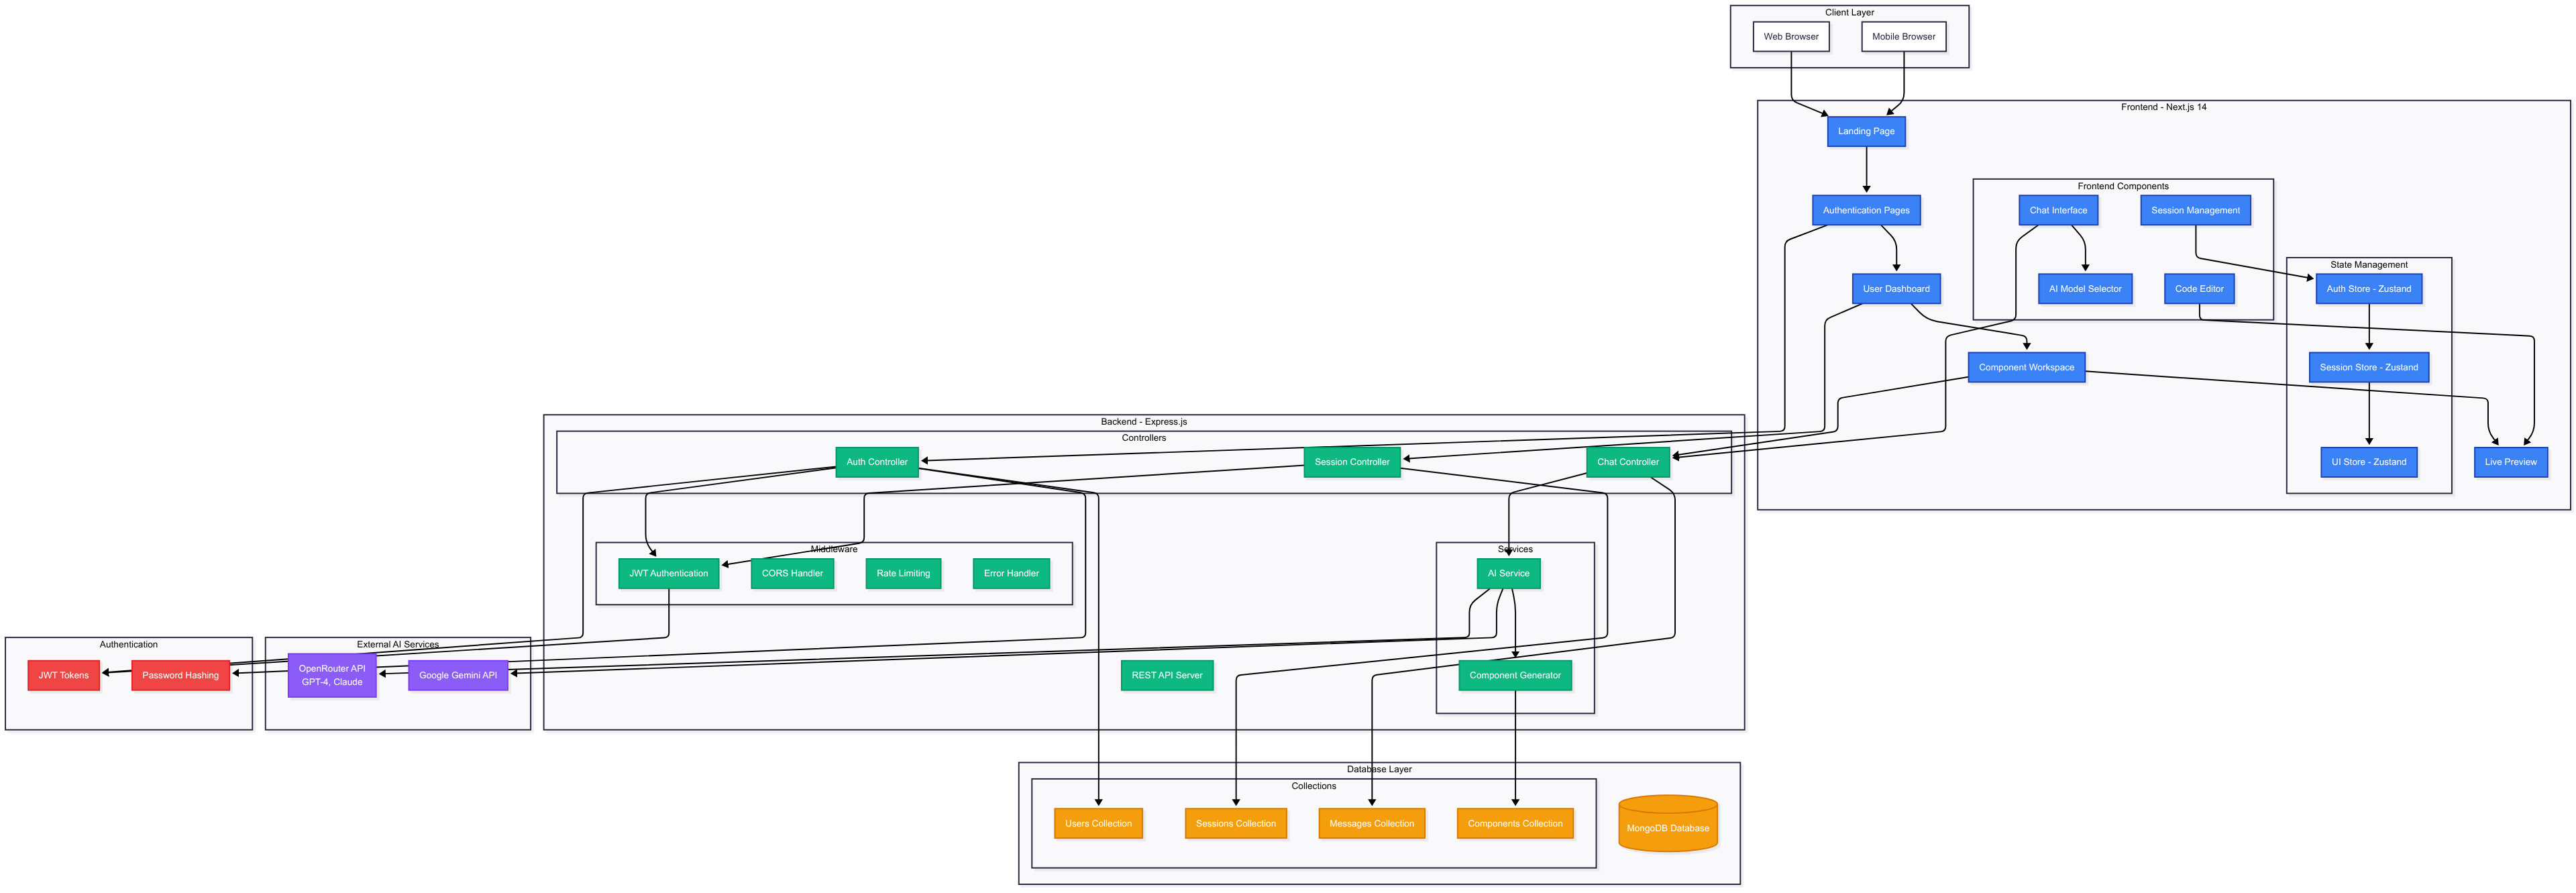 Client Layer
Web Browser
Mobile Browser
Frontend - Next.js 14
Landing Page
Authentication Pages
User Dashboard
Component Workspace
Frontend Components
Chat Interface
Session Management
AI Model Selector
Code Editor
State Management
Auth Store - Zustand
Session Store - Zustand
UI Store - Zustand
Live Preview
Backend - Express.js
Controllers
Auth Controller
Session Controller
Chat Controller
Middleware
JWT Authentication
CORS Handler
Rate Limiting
Error Handler
Services
AI Service
Component Generator
REST API Server
Authentication
JWT Tokens
Password Hashing
External AI Services
OpenRouter API
GPT-4, Claude
Google Gemini API
Database Layer
Collections
Users Collection
Sessions Collection
Messages Collection
Components Collection
MongoDB Database